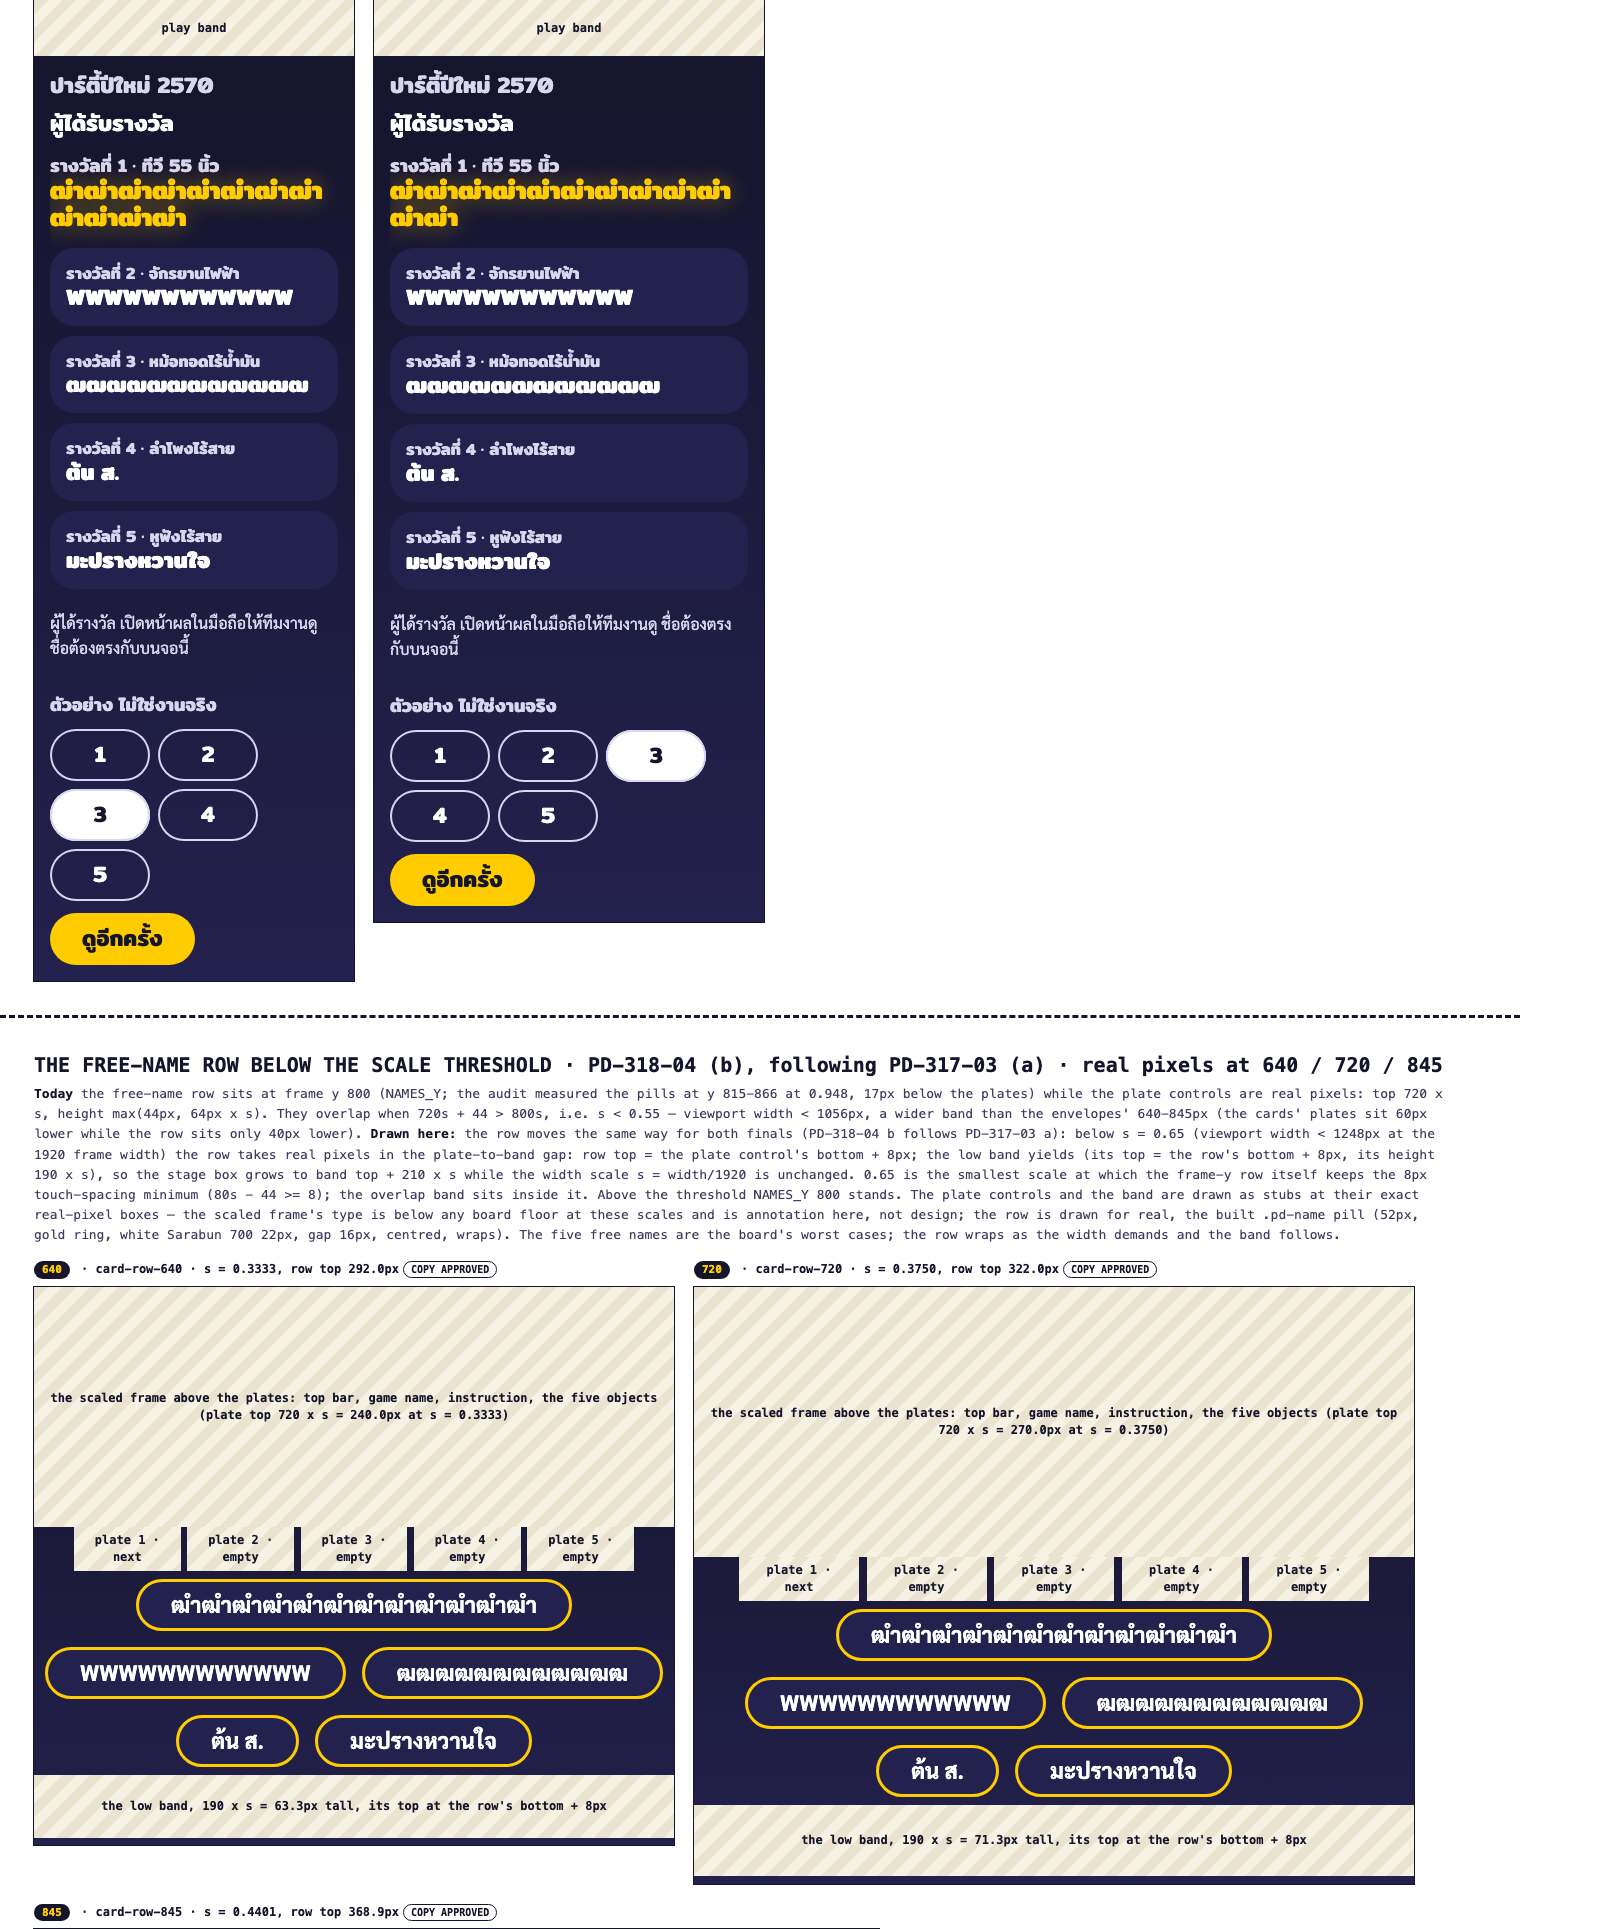 play band
ปาร์ตี้ปีใหม่ 2570
ผู้ได้รับรางวัล
รางวัลที่ 1 · ทีวี 55 นิ้ว
ฒำฒำฒำฒำฒำฒำฒำฒำ
ฒำฒำฒำฒำ
รางวัลที่ 2 · จักรยานไฟฟ้า
WWWWWWWWWWWW
รางวัลที่ 3 · หม้อทอดไร้น้ำมัน
ฒฒฒฒฒฒฒฒฒฒฒฒ
รางวัลที่ 4 · ลำโพงไร้สาย
ต้น ส.
รางวัลที่ 5 · หูฟังไร้สาย
มะปรางหวานใจ
ผู้ได้รางวัล เปิดหน้าผลในมือถือให้ทีมงานดู
ชื่อต้องตรงกับบนจอนี้
ตัวอย่าง ไม่ใช่งานจริง
1
2
3
4
5
ดูอีกครั้ง
play band
ปาร์ตี้ปีใหม่ 2570
ผู้ได้รับรางวัล
รางวัลที่ 1 · ทีวี 55 นิ้ว
ฒำฒำฒำฒำฒำฒำฒำฒำฒำฒำ
ฒำฒำ
รางวัลที่ 2 · จักรยานไฟฟ้า
WWWWWWWWWWWW
รางวัลที่ 3 · หม้อทอดไร้น้ำมัน
ฒฒฒฒฒฒฒฒฒฒฒฒ
รางวัลที่ 4 · ลำโพงไร้สาย
ต้น ส.
รางวัลที่ 5 · หูฟังไร้สาย
มะปรางหวานใจ
ผู้ได้รางวัล เปิดหน้าผลในมือถือให้ทีมงานดู ชื่อต้องตรง
กับบนจอนี้
ตัวอย่าง ไม่ใช่งานจริง
1
2
3
4
5
ดูอีกครั้ง
THE FREE-NAME ROW BELOW THE SCALE THRESHOLD · PD-318-04 (b), following PD-317-03 (a) · real pixels at 640 / 720 / 845
Today the free-name row sits at frame y 800 (NAMES_Y; the audit measured the pills at y 815-866 at 0.948, 17px below the plates) while the plate controls are real pixels: top 720 x
s, height max(44px, 64px x s). They overlap when 720s + 44 > 800s, i.e. s < 0.55 — viewport width < 1056px, a wider band than the envelopes' 640-845px (the cards' plates sit 60px
lower while the row sits only 40px lower). Drawn here: the row moves the same way for both finals (PD-318-04 b follows PD-317-03 a): below s = 0.65 (viewport width < 1248px at the
1920 frame width) the row takes real pixels in the plate-to-band gap: row top = the plate control's bottom + 8px; the low band yields (its top = the row's bottom + 8px, its height
190 x s), so the stage box grows to band top + 210 x s while the width scale s = width/1920 is unchanged. 0.65 is the smallest scale at which the frame-y row itself keeps the 8px
touch-spacing minimum (80s − 44 >= 8); the overlap band sits inside it. Above the threshold NAMES_Y 800 stands. The plate controls and the band are drawn as stubs at their exact
real-pixel boxes — the scaled frame's type is below any board floor at these scales and is annotation here, not design; the row is drawn for real, the built .pd-name pill (52px,
gold ring, white Sarabun 700 22px, gap 16px, centred, wraps). The five free names are the board's worst cases; the row wraps as the width demands and the band follows.
640 · card-row-640 · s = 0.3333, row top 292.0px COPY APPROVED
the scaled frame above the plates: top bar, game name, instruction, the five objects
(plate top 720 x s = 240.0px at s = 0.3333)
plate 1 · next
plate 2 · empty
plate 3 · empty
plate 4 · empty
plate 5 · empty
ฒำฒำฒำฒำฒำฒำฒำฒำฒำฒำฒำฒำ
WWWWWWWWWWWW
ฒฒฒฒฒฒฒฒฒฒฒฒ
ต้น ส.
มะปรางหวานใจ
the low band, 190 x s = 63.3px tall, its top at the row's bottom + 8px
720 · card-row-720 · s = 0.3750, row top 322.0px COPY APPROVED
the scaled frame above the plates: top bar, game name, instruction, the five objects (plate top
720 x s = 270.0px at s = 0.3750)
plate 1 · next
plate 2 · empty
plate 3 · empty
plate 4 · empty
plate 5 · empty
ฒำฒำฒำฒำฒำฒำฒำฒำฒำฒำฒำฒำ
WWWWWWWWWWWW
ฒฒฒฒฒฒฒฒฒฒฒฒ
ต้น ส.
มะปรางหวานใจ
the low band, 190 x s = 71.3px tall, its top at the row's bottom + 8px
845 · card-row-845 · s = 0.4401, row top 368.9px COPY APPROVED